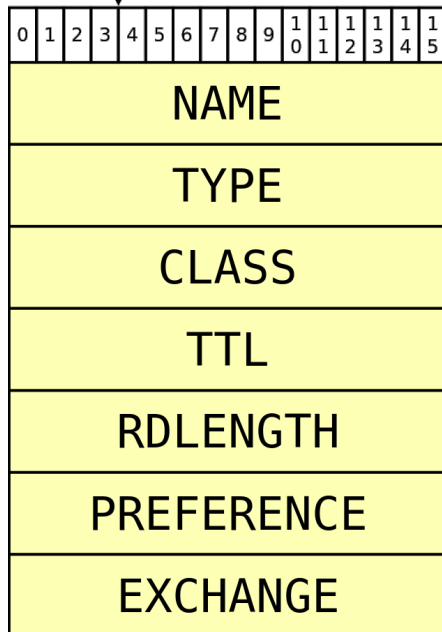 0 1 2 3 4 5 6 7 8 9 10 11 12 13 14 15
NAME
TYPE
CLASS
TTL
RDLENGTH
PREFERENCE
EXCHANGE